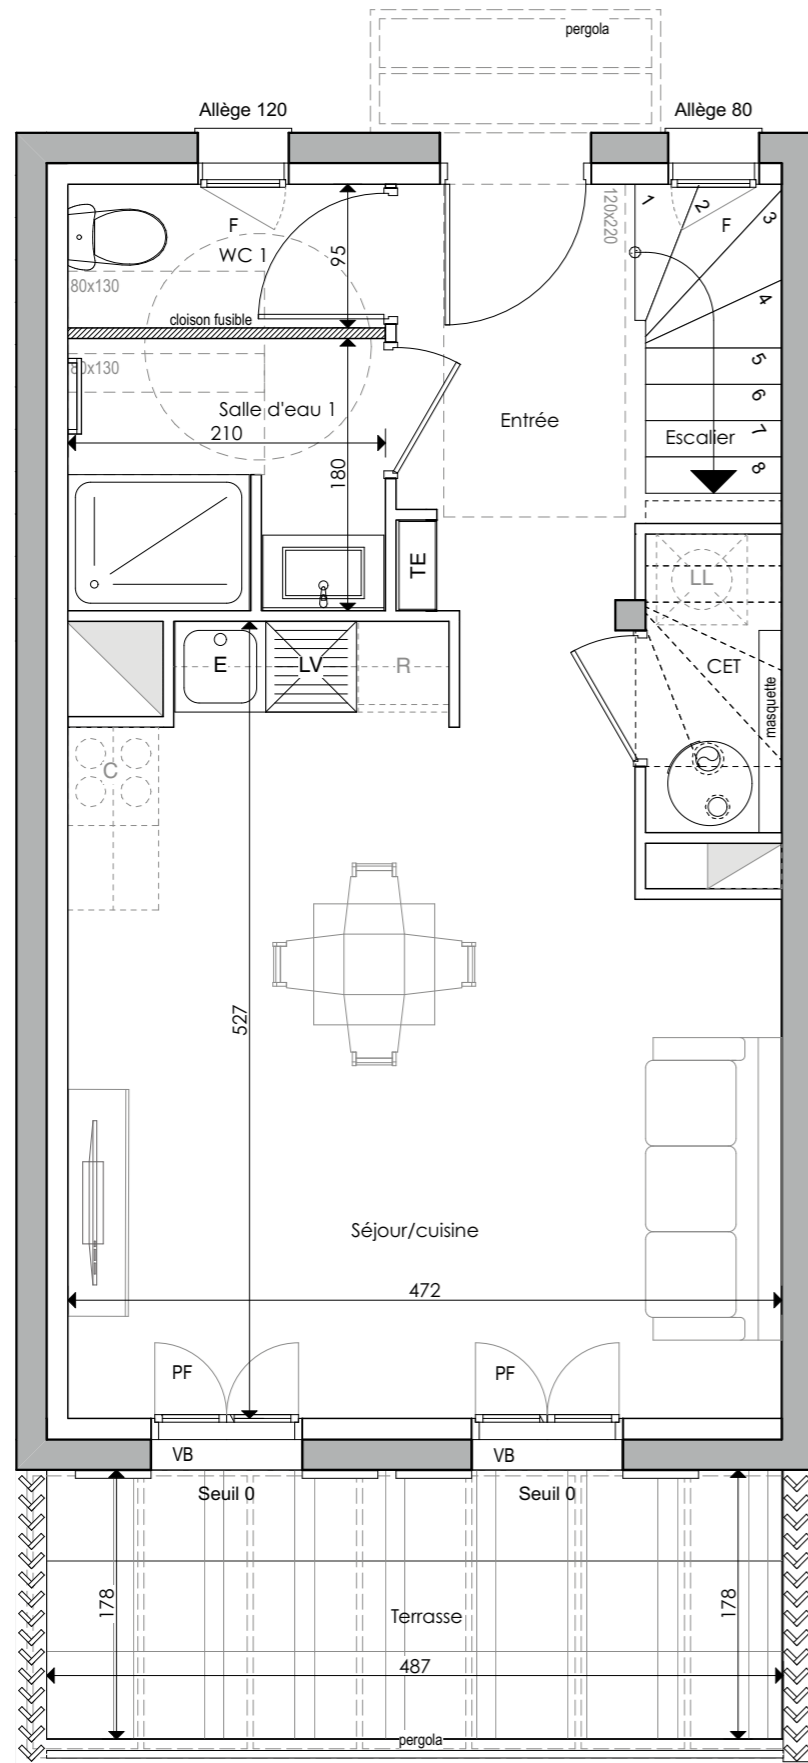 pergola
Allège 120
Allège 80
F
WC 1
95
120x220
1
2
3
F
4
80x130
cloison fusible
80x130
Salle d'eau 1
210
180
Entrée
5
6
7
8
Escalier
TE
LL
E
LV
R
CET
masquette
C
527
Séjour/cuisine
472
PF
PF
VB
VB
Seuil 0
Seuil 0
178
Terrasse
178
487
pergola